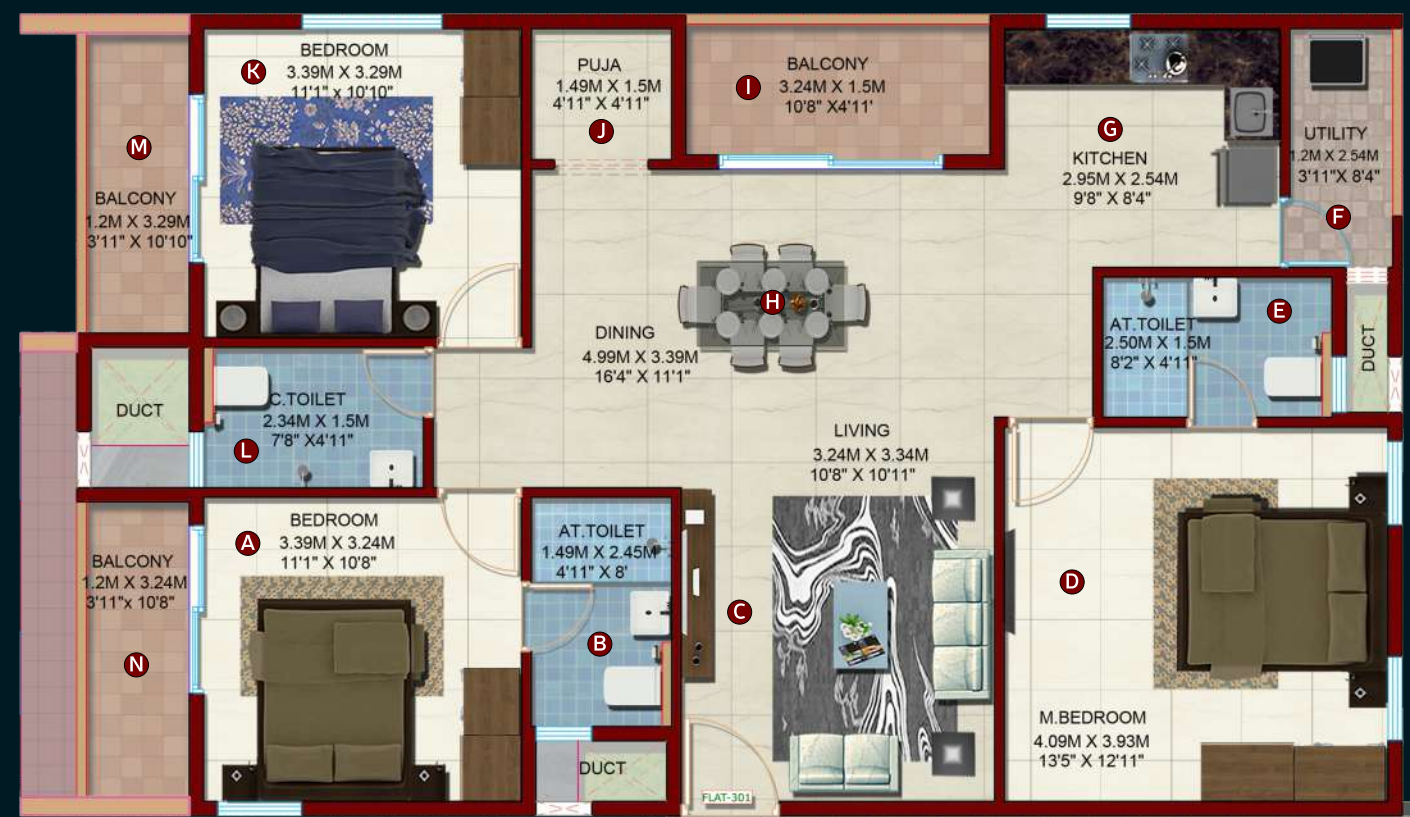 K
BEDROOM
3.39M X 3.29M
11'1" x 10'10"
PUJA
1.49M X 1.5M
4'11" X 4'11"
J
I
BALCONY
3.24M X 1.5M
10'8" X4'11'
G
KITCHEN
2.95M X 2.54M
9'8" X 8'4"
UTILITY
1.2M X 2.54M
3'11"X 8'4"
F
M
BALCONY
1.2M X 3.29M
3'11" X 10'10"
H
DINING
4.99M X 3.39M
16'4" X 11'1"
E
AT.TOILET
2.50M X 1.5M
8'2" X 4'11"
DUCT
DUCT
C.TOILET
2.34M X 1.5M
7'8" X4'11"
L
LIVING
3.24M X 3.34M
10'8" X 10'11"
A
BEDROOM
3.39M X 3.24M
11'1" X 10'8"
AT.TOILET
1.49M X 2.45M
4'11" X 8'
B
BALCONY
1.2M X 3.24M
3'11"x 10'8"
N
C
D
M.BEDROOM
4.09M X 3.93M
13'5" X 12'11"
DUCT
FLAT-301